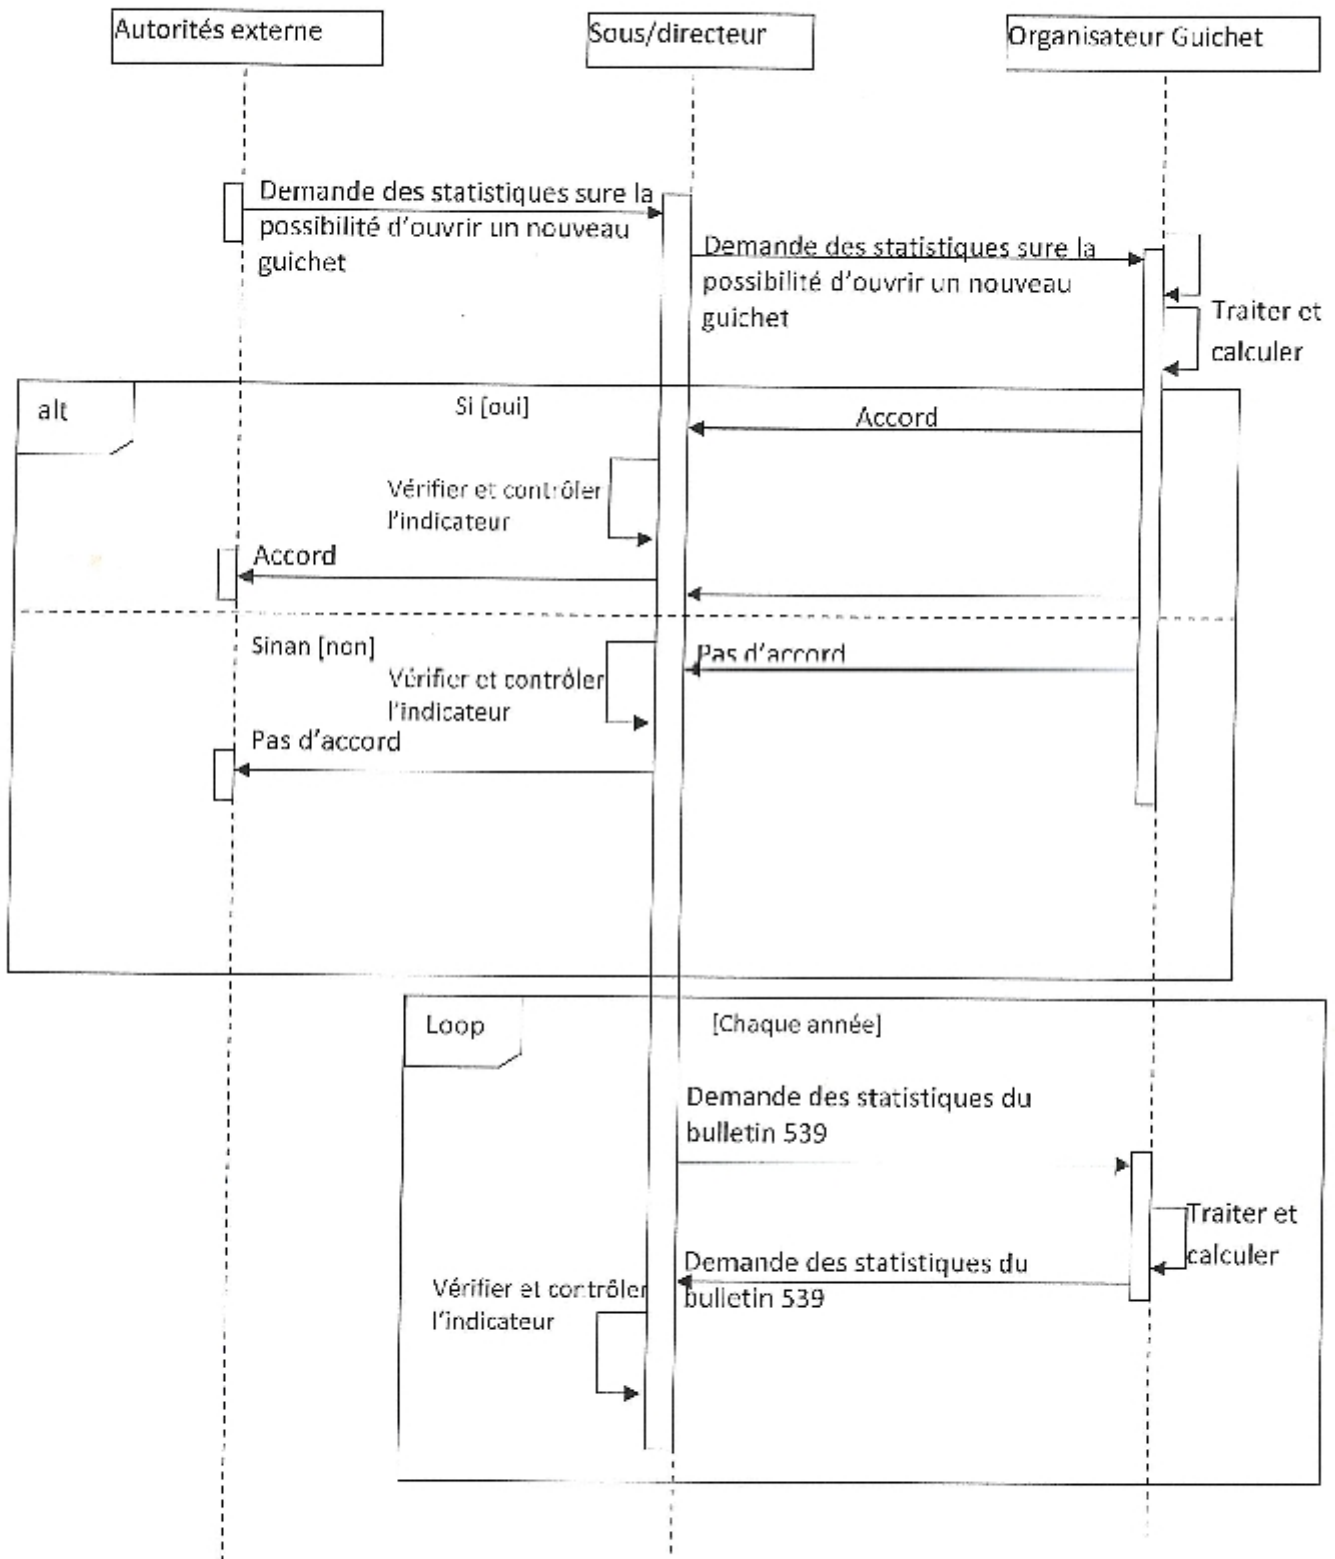 Autorités externe
Sous/directeur
Organisateur Guichet
Demande des statistiques sure la
possibilité d'ouvrir un nouveau
guichet
Demande des statistiques sure la
possibilité d'ouvrir un nouveau
guichet
Traiter et
calculer
alt
Si [oui]
Accord
Vérifier et contrôler
l'indicateur
Accord
Sinan [non]
Pas d'accord
Vérifier et contrôler
l'indicateur
Pas d'accord
Loop
[Chaque année]
Demande des statistiques du
bulletin 539
Traiter et
calculer
Demande des statistiques du
bulletin 539
Vérifier et contrôler
l'indicateur